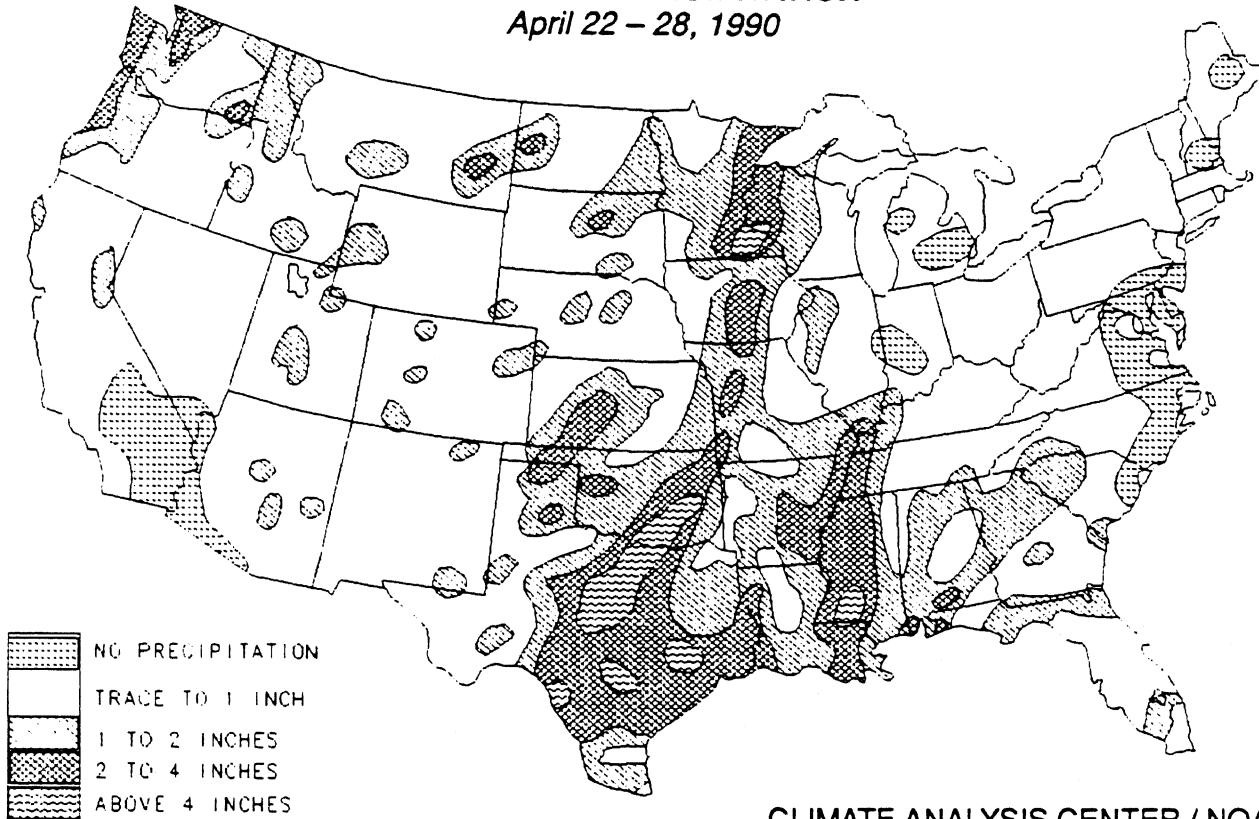 April 22 – 28, 1990
NO PRECIPITATION
TRACE TO 1 INCH
1 TO 2 INCHES
2 TO 4 INCHES
ABOVE 4 INCHES
CLIMATE ANALYSIS CENTER /